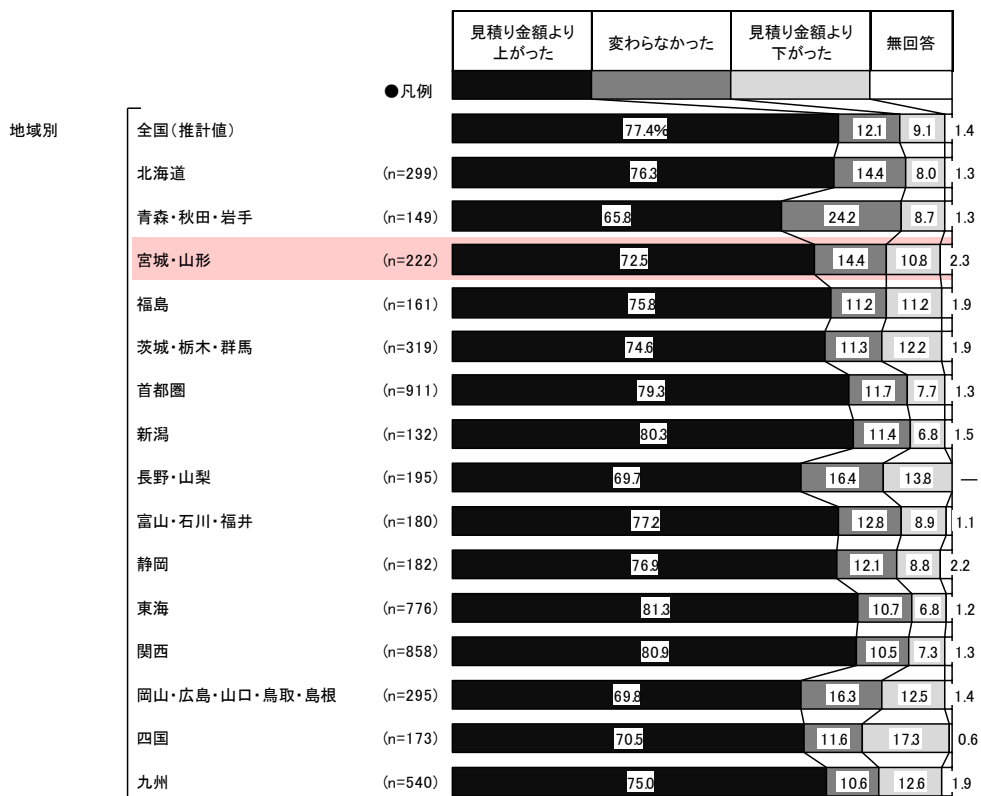 見積り金額より
上がった
変わらなかった
見積り金額より
下がった
無回答
●凡例
地域別
全国(推計値) 77.4% 12.1 9.1 1.4
北海道 (n=299) 76.3 14.4 8.0 1.3
青森・秋田・岩手 (n=149) 65.8 24.2 8.7 1.3
宮城・山形 (n=222) 72.5 14.4 10.8 2.3
福島 (n=161) 75.8 11.2 11.2 1.9
茨城・栃木・群馬 (n=319) 74.6 11.3 12.2 1.9
首都圏 (n=911) 79.3 11.7 7.7 1.3
新潟 (n=132) 80.3 11.4 6.8 1.5
長野・山梨 (n=195) 69.7 16.4 13.8 —
富山・石川・福井 (n=180) 77.2 12.8 8.9 1.1
静岡 (n=182) 76.9 12.1 8.8 2.2
東海 (n=776) 81.3 10.7 6.8 1.2
関西 (n=858) 80.9 10.5 7.3 1.3
岡山・広島・山口・鳥取・島根 (n=295) 69.8 16.3 12.5 1.4
四国 (n=173) 70.5 11.6 17.3 0.6
九州 (n=540) 75.0 10.6 12.6 1.9